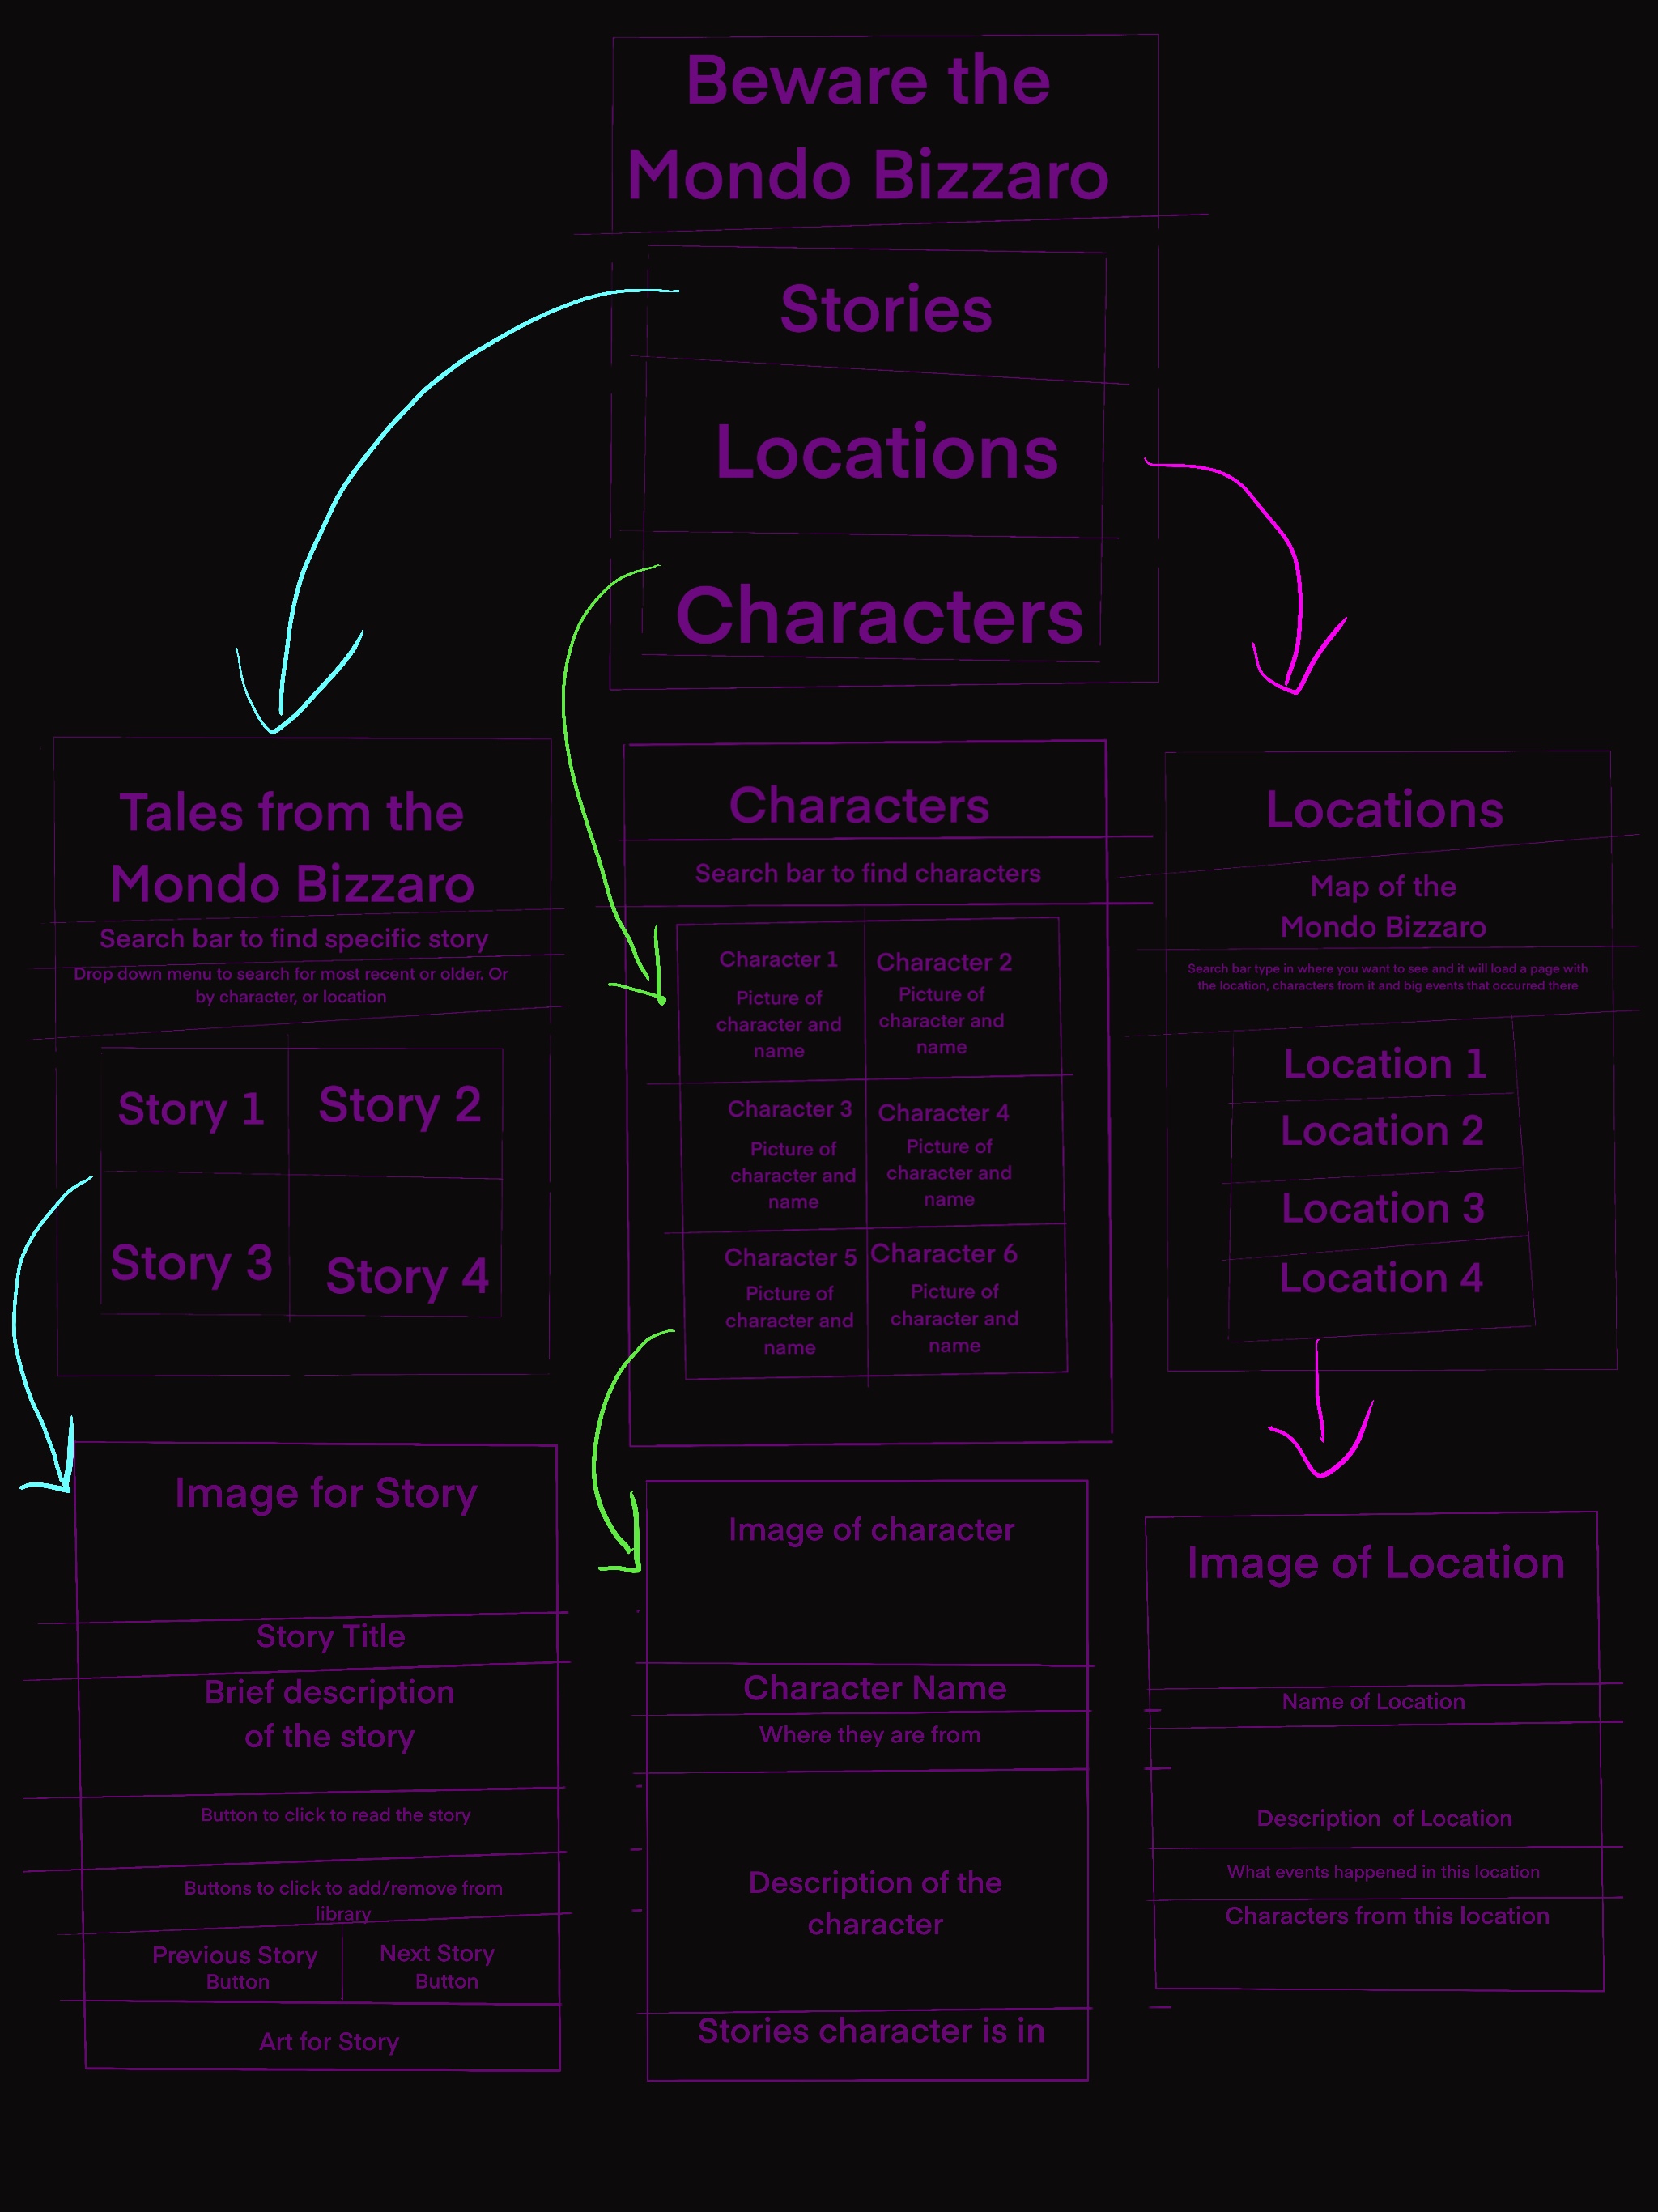 Beware the
Mondo Bizzaro
Stories
Locations
Characters
Tales from the
Mondo Bizzaro
Search bar to find specific story
Drop down menu to search for most recent or older. Or
by character, or location
Story 1
Story 2
Story 3
Story 4
Characters
Search bar to find characters
Character 1
Picture of
character and
name
Character 2
Picture of
character and
name
Character 3
Picture of
character and
name
Character 4
Picture of
character and
name
Character 5
Picture of
character and
name
Character 6
Picture of
character and
name
Locations
Map of the
Mondo Bizzaro
Search bar type in where you want to see and it will load a page with
the location, characters from it and big events that occurred there
Location 1
Location 2
Location 3
Location 4
Image for Story
Story Title
Brief description
of the story
Button to click to read the story
Buttons to click to add/remove from
library
Previous Story
Button
Next Story
Button
Art for Story
Image of character
Character Name
Where they are from
Description of the
character
Stories character is in
Image of Location
Name of Location
Description of Location
What events happened in this location
Characters from this location